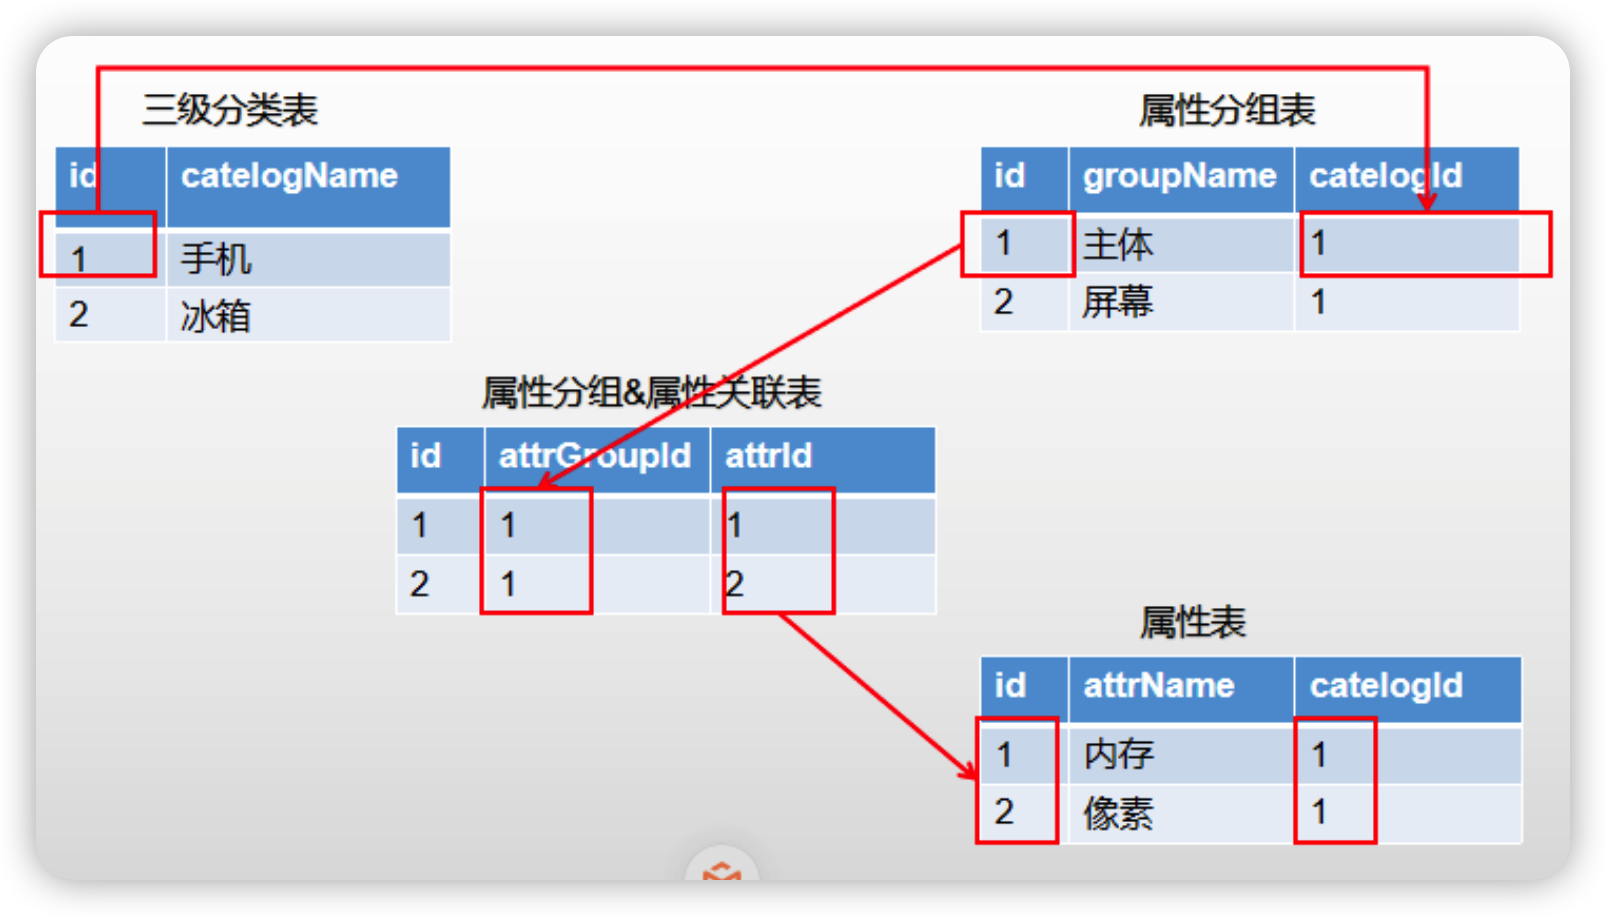 三级分类表
id catelogName
1 手机
2 冰箱
属性分组表
id groupName catelogId
1 主体 1
2 屏幕 1
属性分组&属性关联表
id attrGroupId attrId
1 1 1
2 1 2
属性表
id attrName catelogId
1 内存 1
2 像素 1